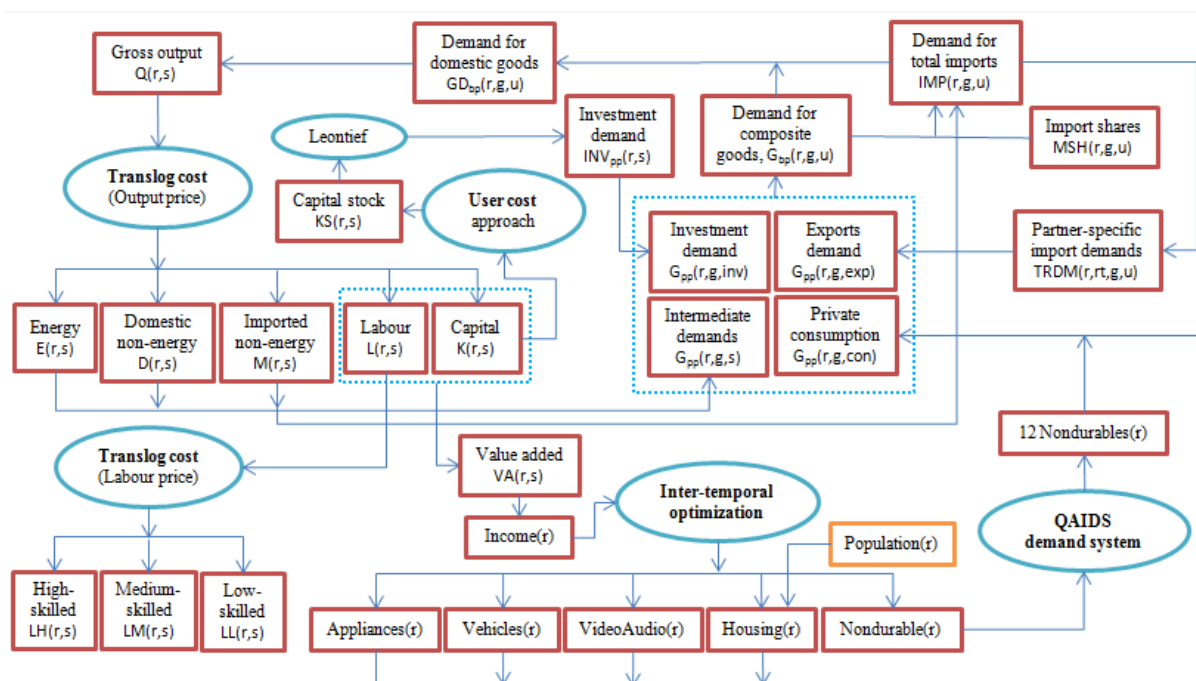 Gross output
Q(r,s)
Demand for
domestic goods
GDbp(r,g,u)
Demand for
total imports
IMP(r,g,u)
Leontief
Investment
demand
INVpp(r,s)
Demand for
composite
goods, Gbp(r,g,u)
Import shares
MSH(r,g,u)
Translog cost
(Output price)
Capital stock
KS(r,s)
User cost
approach
Investment
demand
Gpp(r,g,inv)
Exports
demand
Gpp(r,g,exp)
Partner-specific
import demands
TRDM(r,rt,g,u)
Energy
E(r,s)
Domestic
non-energy
D(r,s)
Imported
non-energy
M(r,s)
Labour
L(r,s)
Capital
K(r,s)
Intermediate
demands
Gpp(r,g,s)
Private
consumption
Gpp(r,g,con)
12 Nondurables(r)
Translog cost
(Labour price)
Value added
VA(r,s)
Income(r)
Inter-temporal
optimization
Population(r)
QAIDS
demand system
High-
skilled
LH(r,s)
Medium-
skilled
LM(r,s)
Low-
skilled
LL(r,s)
Appliances(r)
Vehicles(r)
VideoAudio(r)
Housing(r)
Nondurable(r)